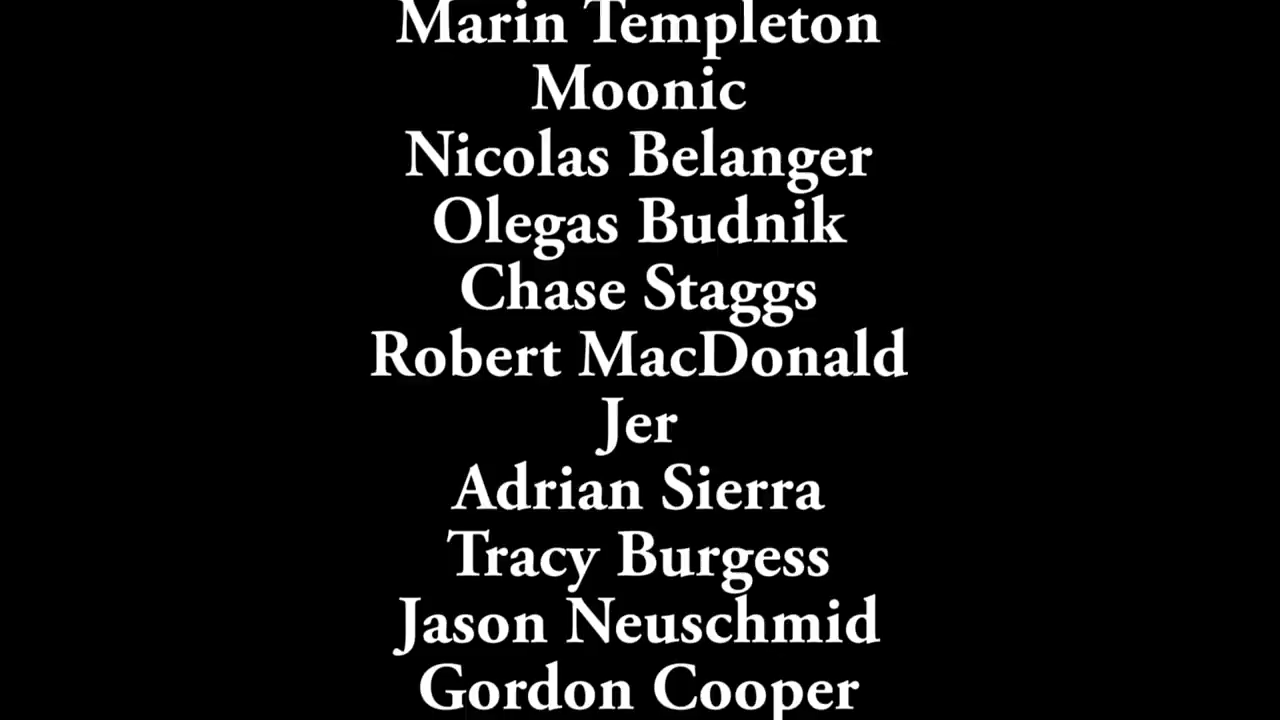 Marin Templeton
Moonic
Nicolas Belanger
Olegas Budnik
Chase Staggs
Robert MacDonald
Jer
Adrian Sierra
Tracy Burgess
Jason Neuschmid
Gordon Cooper